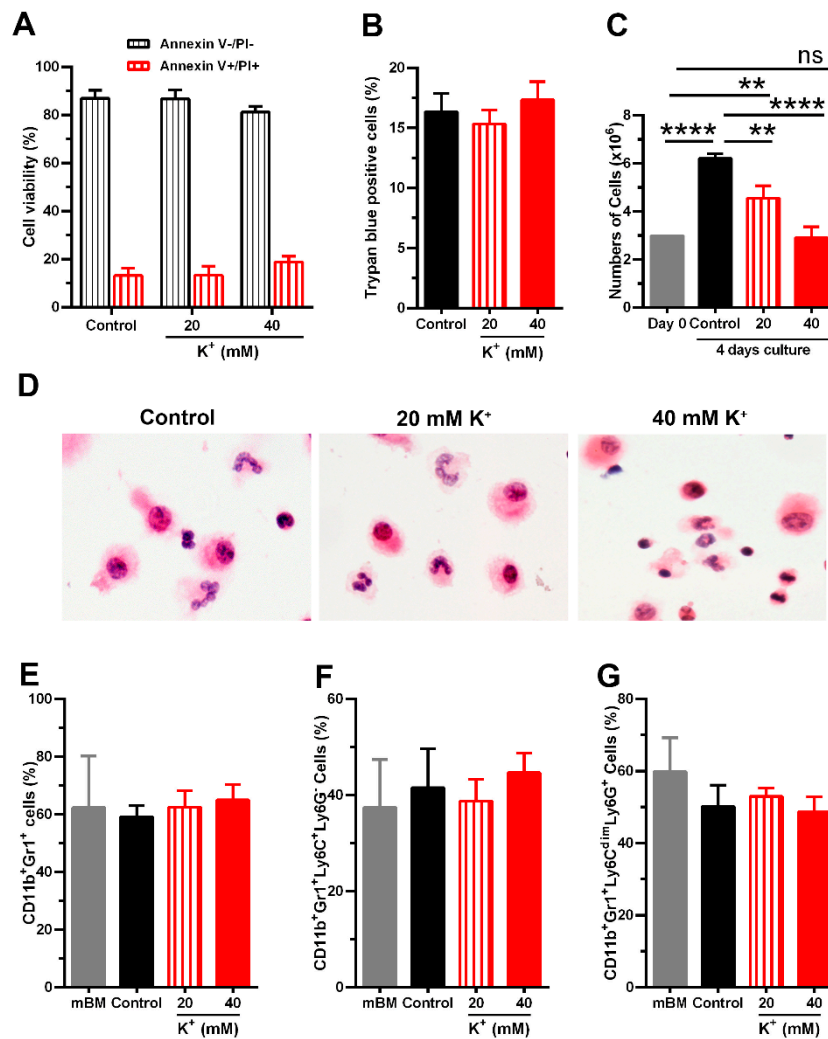 A
Annexin V-/PI-
Annexin V+/PI+
Cell viability (%)
100
80
60
40
20
0
Control
20
40
K⁺ (mM)
B
Trypan blue positive cells (%)
20
15
10
5
0
Control
20
40
K⁺ (mM)
C
ns
**
****
****
**
Numbers of Cells (x10⁶)
9
6
3
0
Day 0
Control
20
40
4 days culture
D
Control
20 mM K⁺
40 mM K⁺
E
CD11b⁺Gr1⁺ cells (%)
100
80
60
40
20
0
mBM
Control
20
40
K⁺ (mM)
F
CD11b⁺Gr1⁺Ly6C⁺Ly6G⁻ Cells (%)
60
40
20
0
mBM
Control
20
40
K⁺ (mM)
G
CD11b⁺Gr1⁺Ly6CᵈⁱᵐLy6G⁺ Cells (%)
80
60
40
20
0
mBM
Control
20
40
K⁺ (mM)